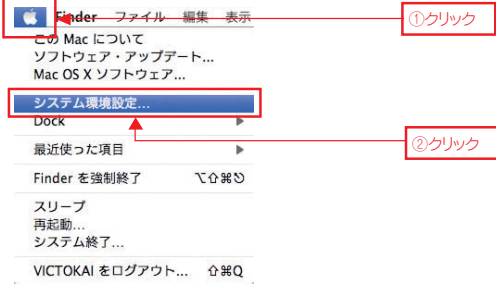 Finder ファイル 編集 表示
①クリック
この Mac について
ソフトウェア・アップデート...
Mac OS X ソフトウェア...
システム環境設定...
Dock ▶
②クリック
最近使った項目 ▶
Finder を強制終了 ⌥⇧⌘⎋
スリープ
再起動...
システム終了...
VICTOKAI をログアウト... ⇧⌘Q